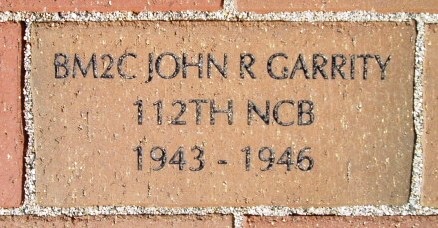 BM2C JOHN R GARRITY
112TH NCB
1943 - 1946